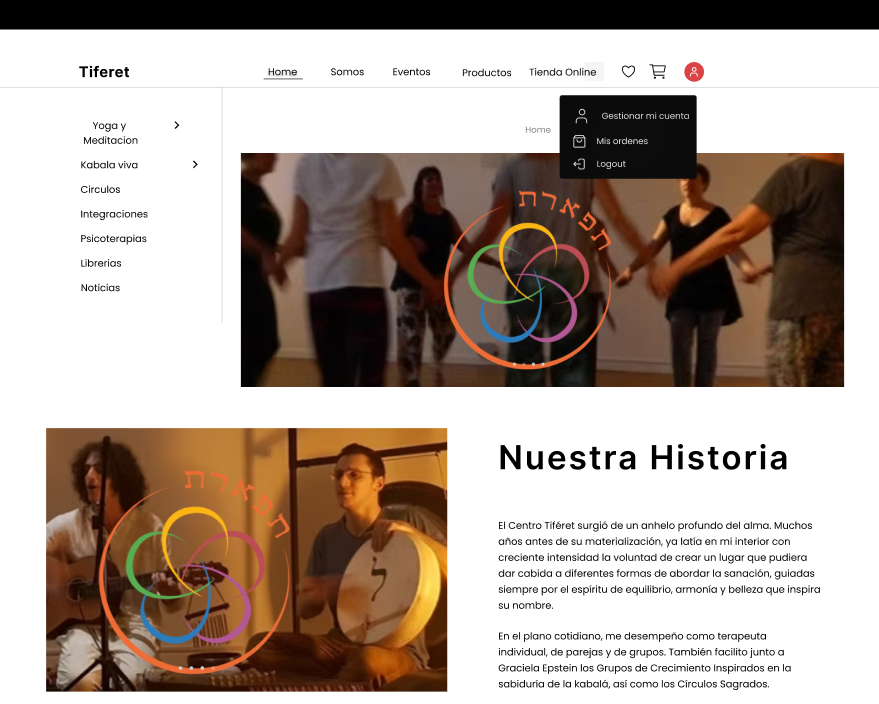 Tiferet
Home
Somos
Eventos
Productos
Tienda Online
Gestionar mi cuenta
Mis ordenes
Logout
Home
Yoga y
Meditacion
Kabala viva
Circulos
Integraciones
Psicoterapias
Librerias
Noticias
תפארת
תפארת
Nuestra Historia
El Centro Tiféret surgió de un anhelo profundo del alma. Muchos
años antes de su materialización, ya latía en mi interior con
creciente intensidad la voluntad de crear un lugar que pudiera
dar cabida a diferentes formas de abordar la sanación, guiadas
siempre por el espíritu de equilibrio, armonía y belleza que inspira
su nombre.
En el plano cotidiano, me desempeño como terapeuta
individual, de parejas y de grupos. También facilito junto a
Graciela Epstein los Grupos de Crecimiento Inspirados en la
sabiduría de la kabalá, así como los Círculos Sagrados.